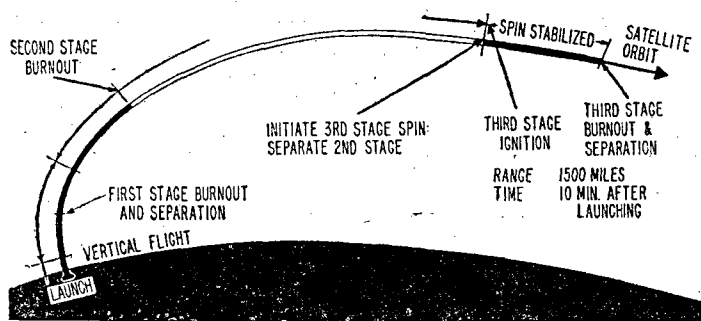 SPIN STABILIZED
SATELLITE
ORBIT
SECOND STAGE
BURNOUT
INITIATE 3RD STAGE SPIN:
SEPARATE 2ND STAGE
THIRD STAGE
IGNITION
THIRD STAGE
BURNOUT &
SEPARATION
RANGE 1500 MILES
TIME 10 MIN. AFTER
LAUNCHING
FIRST STAGE BURNOUT
AND SEPARATION
VERTICAL FLIGHT
LAUNCH